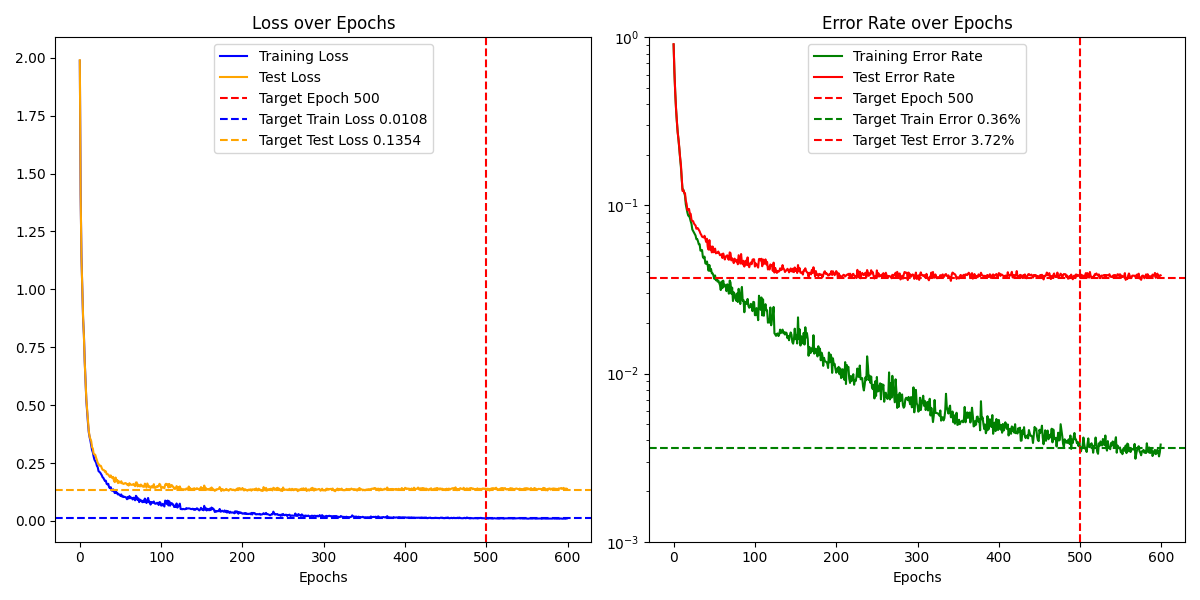 Loss over Epochs
Training Loss
Test Loss
Target Epoch 500
Target Train Loss 0.0108
Target Test Loss 0.1354
2.00
1.75
1.50
1.25
1.00
0.75
0.50
0.25
0.00
0 100 200 300 400 500 600
Epochs
Error Rate over Epochs
Training Error Rate
Test Error Rate
Target Epoch 500
Target Train Error 0.36%
Target Test Error 3.72%
10⁰
10⁻¹
10⁻²
10⁻³
0 100 200 300 400 500 600
Epochs